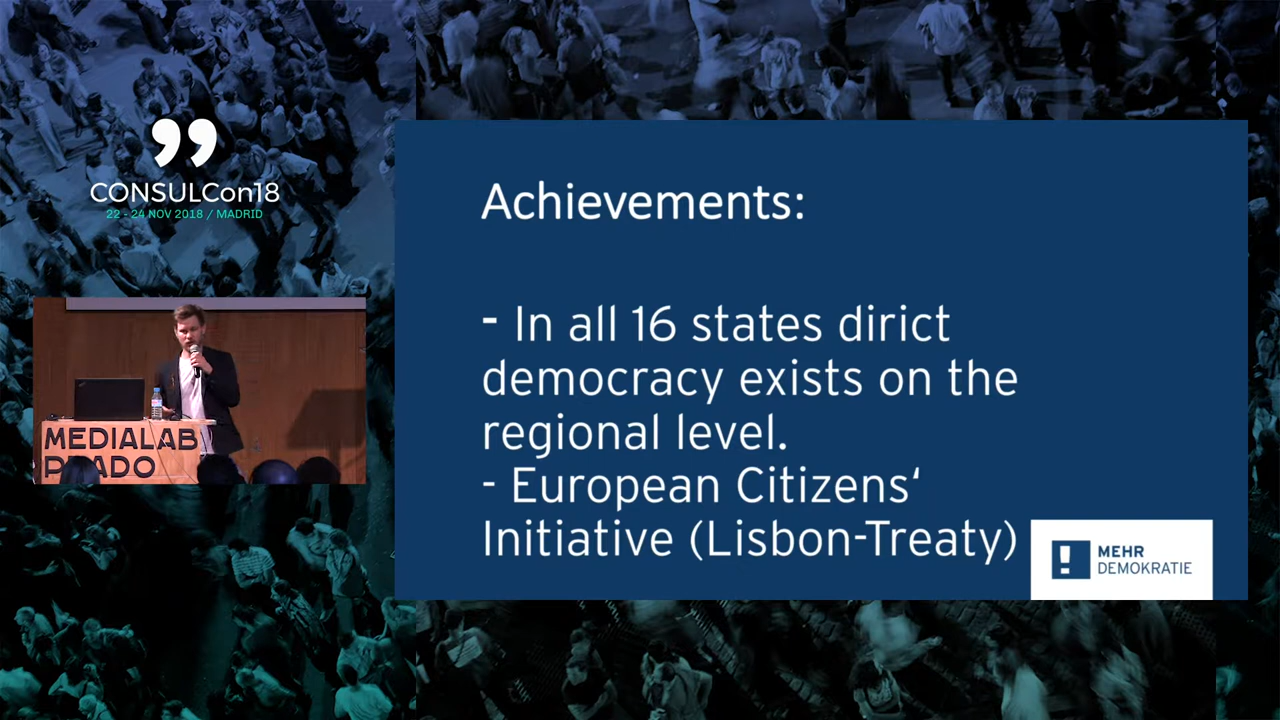 CONSULCon18
22 - 24 NOV 2018 / MADRID
MEDIALAB
PRADO
Achievements:
- In all 16 states dirict
democracy exists on the
regional level.
- European Citizens‘
Initiative (Lisbon-Treaty)
MEHR
DEMOKRATIE